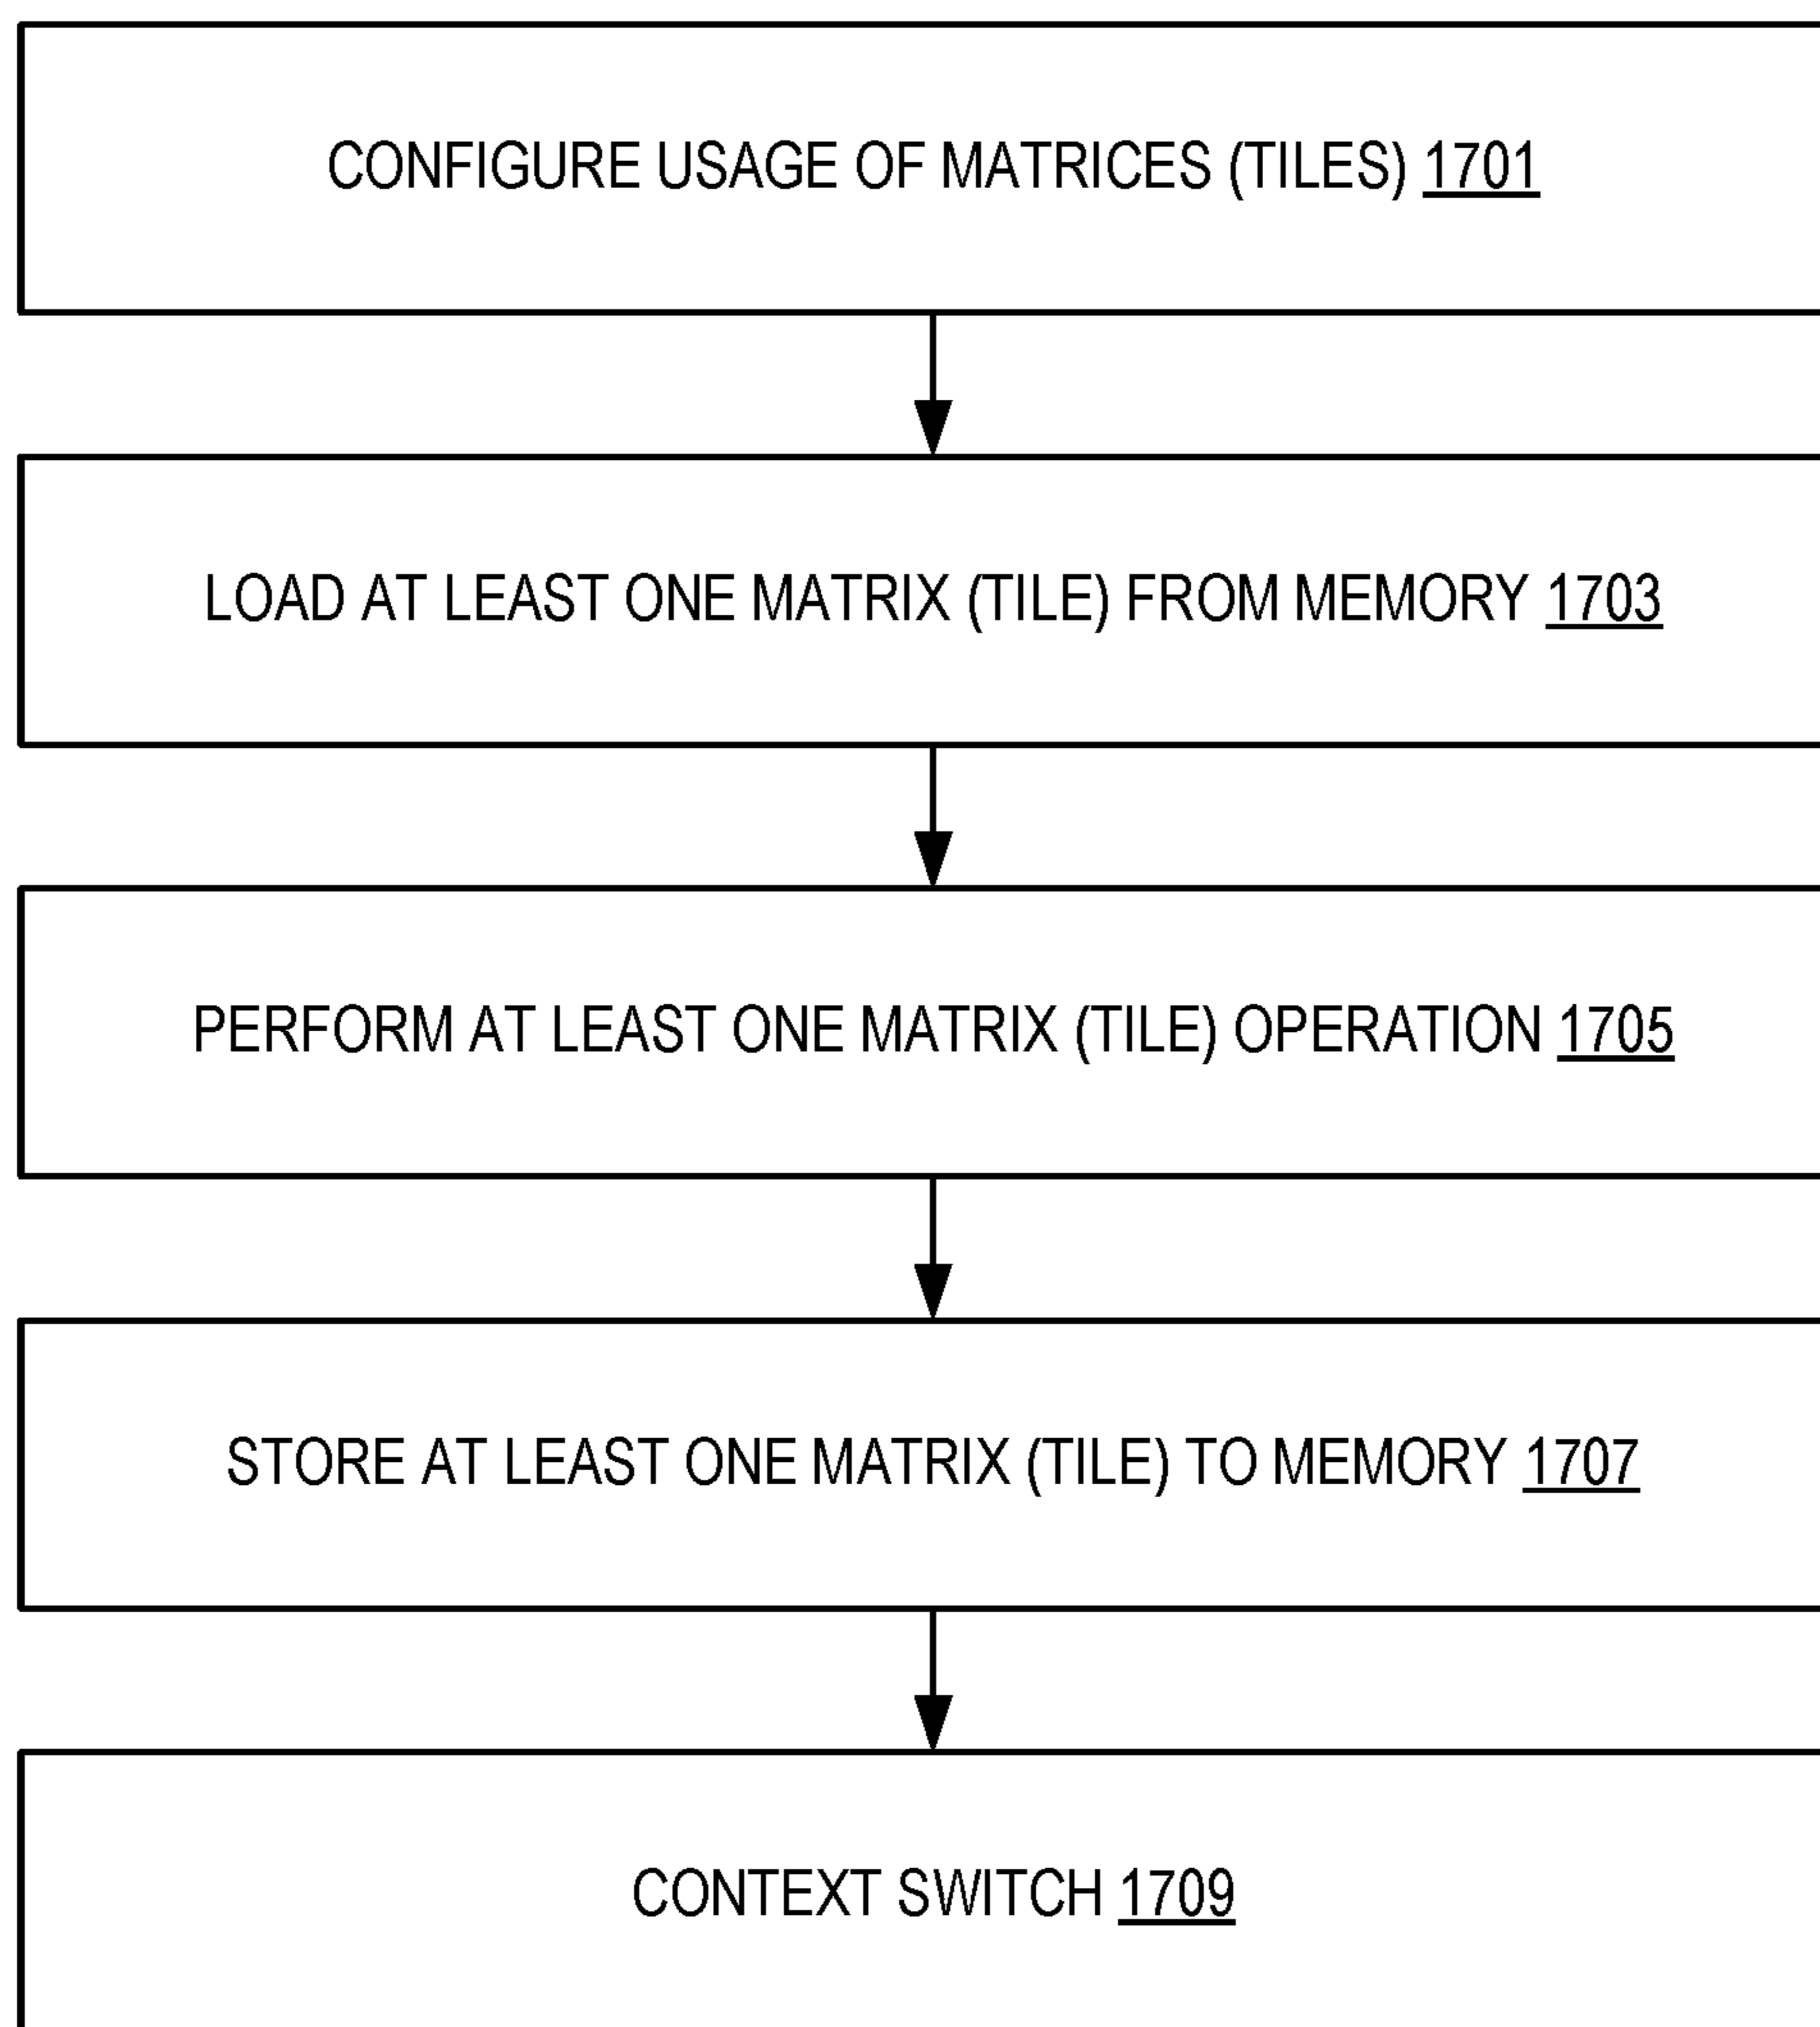 CONFIGURE USAGE OF MATRICES (TILES) 1701
LOAD AT LEAST ONE MATRIX (TILE) FROM MEMORY 1703
PERFORM AT LEAST ONE MATRIX (TILE) OPERATION 1705
STORE AT LEAST ONE MATRIX (TILE) TO MEMORY 1707
CONTEXT SWITCH 1709